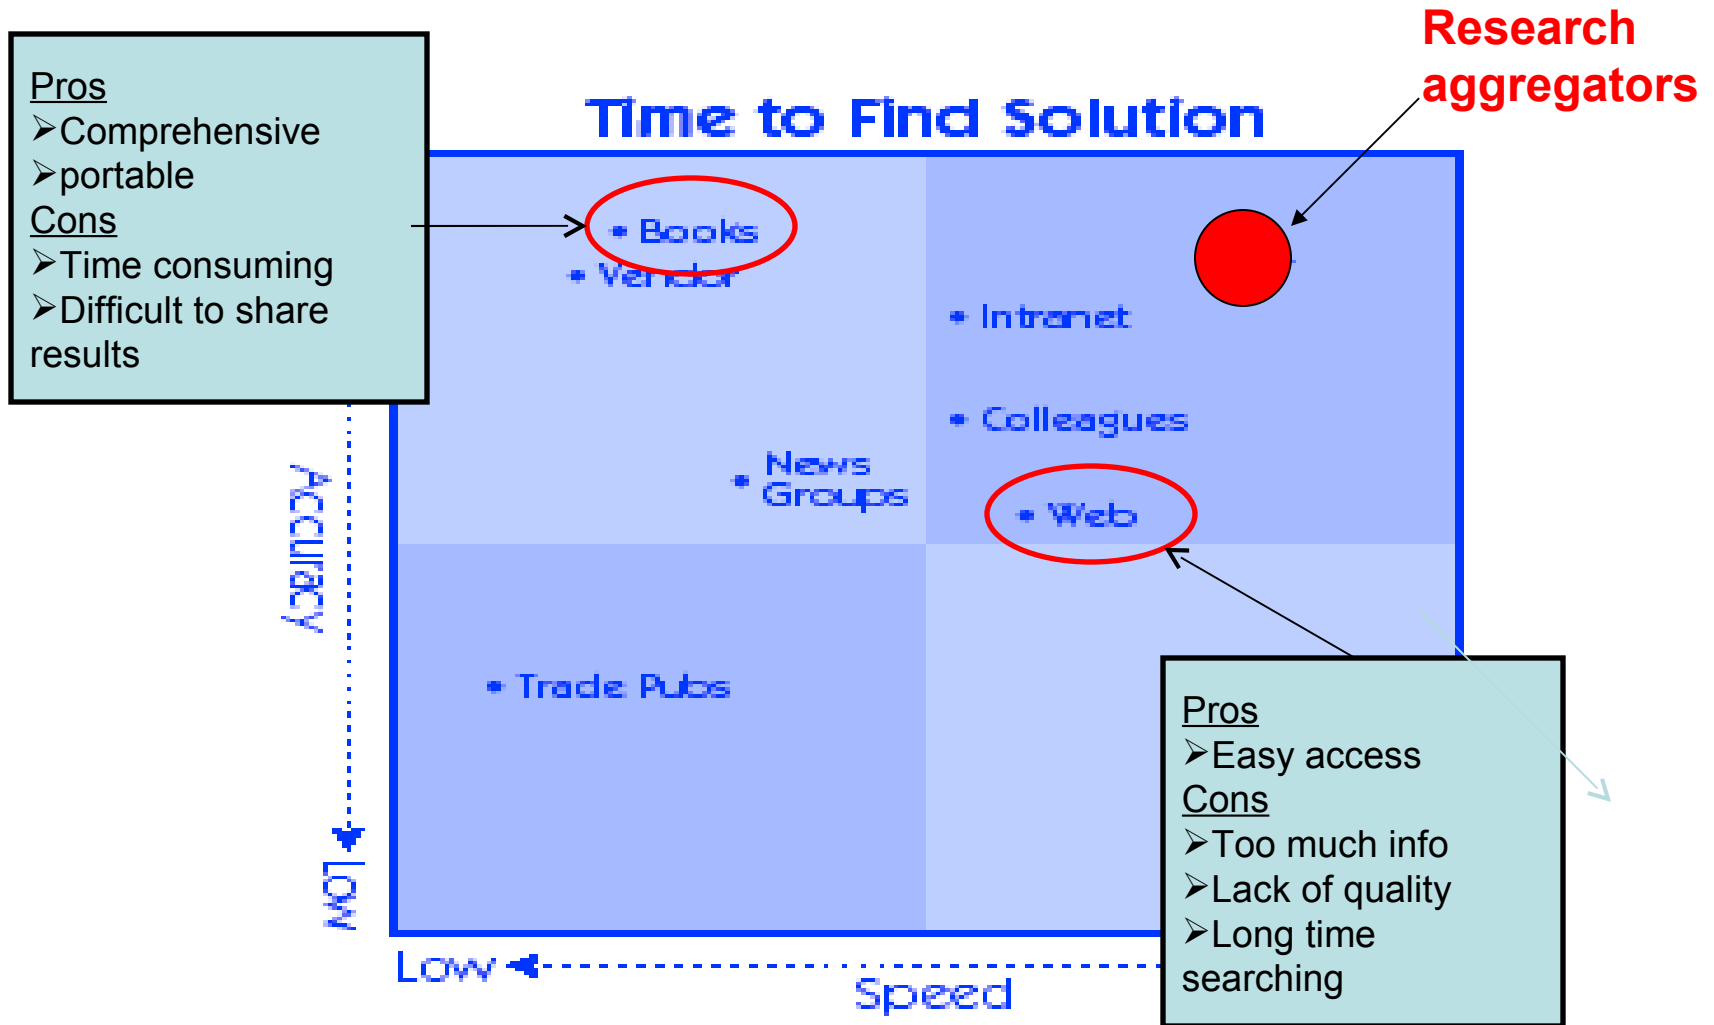 Research
aggregators
Pros
➢Comprehensive
➢portable
Cons
➢Time consuming
➢Difficult to share
results
Time to Find Solution
• Books
• Vendor
• Intranet
• Colleagues
• News
Groups
• Web
• Trade Pubs
Accuracy
Low
Low
Speed
Pros
➢Easy access
Cons
➢Too much info
➢Lack of quality
➢Long time
searching